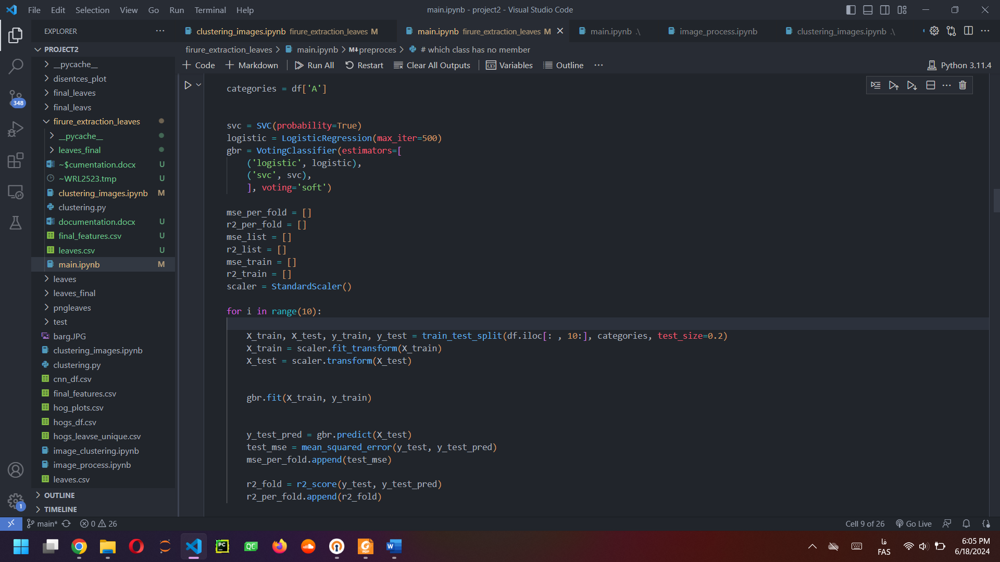 File Edit Selection View Go Run Terminal Help
main.ipynb - project2 - Visual Studio Code
EXPLORER
clustering_images.ipynb firure_extraction_leaves M
main.ipynb firure_extraction_leaves M
main.ipynb .\
image_process.ipynb
clustering_images.ipynb .\
firure_extraction_leaves > main.ipynb > M↓preproces > # which class has no member
+ Code + Markdown Run All Restart Clear All Outputs Variables Outline ...
Python 3.11.4
PROJECT2
__pycache__
disentces_plot
final_leaves
final_leavs
firure_extraction_leaves
__pycache__
leaves_final
~$cumentation.docx U
~WRL2523.tmp U
clustering_images.ipynb M
clustering.py
documentation.docx U
final_features.csv U
leaves.csv U
main.ipynb M
leaves
leaves_final
pngleaves
test
barg.JPG
clustering_images.ipynb
clustering.py
cnn_df.csv
final_features.csv
hog_plots.csv
hogs_df.csv
hogs_leavse_unique.csv
image_clustering.ipynb
image_process.ipynb
leaves.csv
OUTLINE
TIMELINE
348
1
categories = df['A']
svc = SVC(probability=True)
logistic = LogisticRegression(max_iter=500)
gbr = VotingClassifier(estimators=[
('logistic', logistic),
('svc', svc),
], voting='soft')
mse_per_fold = []
r2_per_fold = []
mse_list = []
r2_list = []
mse_train = []
r2_train = []
scaler = StandardScaler()
for i in range(10):
X_train, X_test, y_train, y_test = train_test_split(df.iloc[: , 10:], categories, test_size=0.2)
X_train = scaler.fit_transform(X_train)
X_test = scaler.transform(X_test)
gbr.fit(X_train, y_train)
y_test_pred = gbr.predict(X_test)
test_mse = mean_squared_error(y_test, y_test_pred)
mse_per_fold.append(test_mse)
r2_fold = r2_score(y_test, y_test_pred)
r2_per_fold.append(r2_fold)
main* 0 26
Cell 9 of 26 Go Live
PC
QC
PDF
W
فا
FAS
6:05 PM
6/18/2024